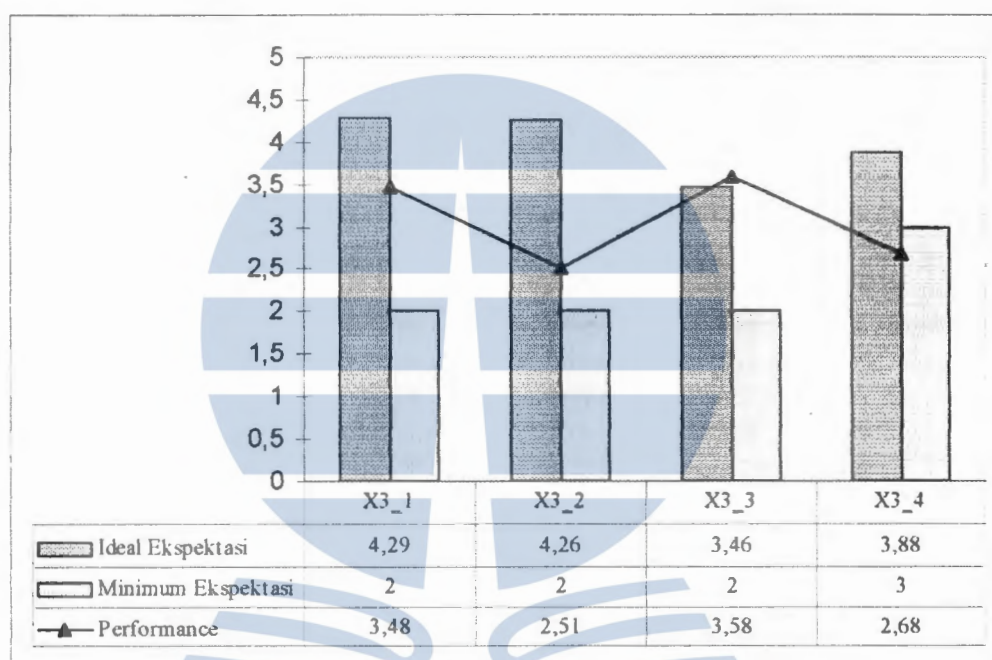 5
4,5
4
3,5
3
2,5
2
1,5
1
0,5
0
X3_1 X3_2 X3_3 X3_4
Ideal Ekspektasi 4,29 4,26 3,46 3,88
Minimum Ekspektasi 2 2 2 3
Performance 3,48 2,51 3,58 2,68